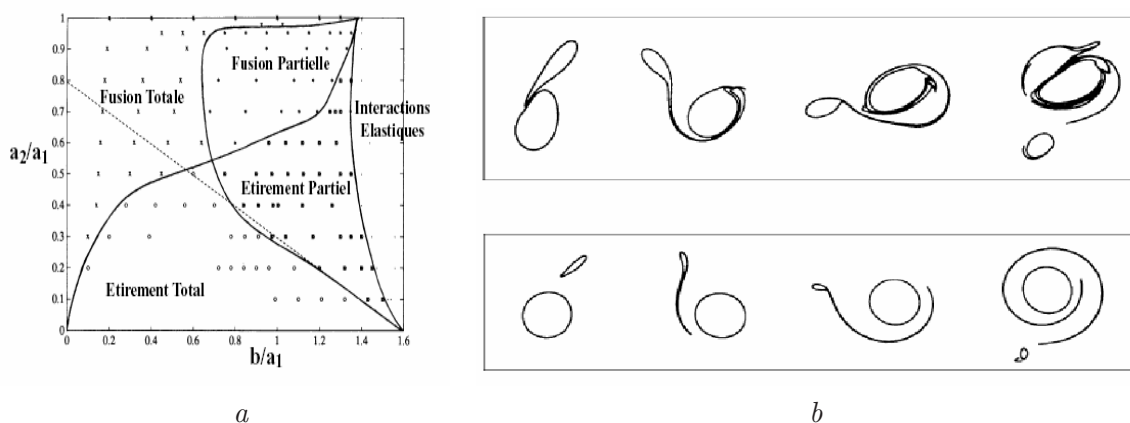 1
0.9
0.8
0.7
0.6
0.5
0.4
0.3
0.2
0.1
0
a₂/a₁
Fusion Partielle
Fusion Totale
Interactions
Elastiques
Etirement Partiel
Etirement Total
0 0.2 0.4 0.6 0.8 1.0 1.2 1.4 1.6
b/a₁
a
b